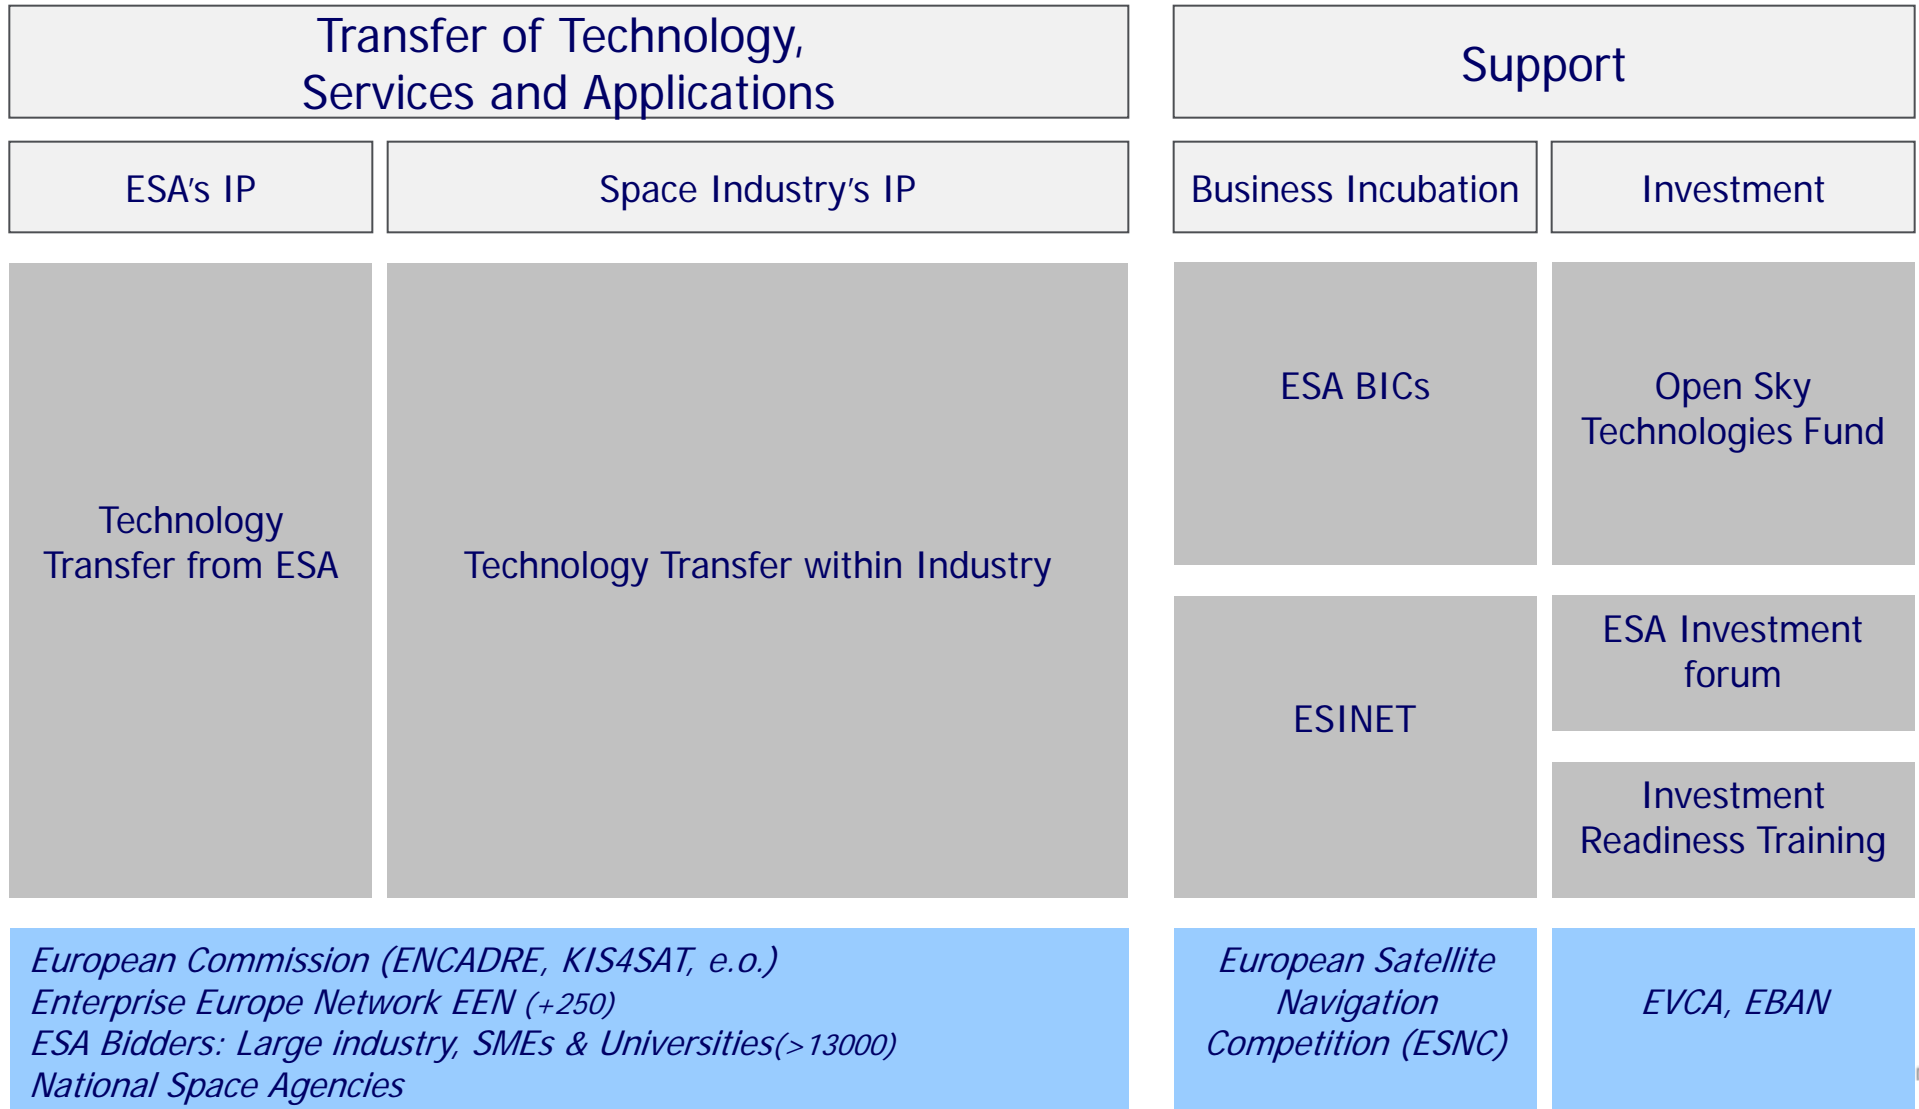 Transfer of Technology,
Services and Applications
Support
ESA's IP
Space Industry's IP
Business Incubation
Investment
Technology
Transfer from ESA
Technology Transfer within Industry
ESA BICs
Open Sky
Technologies Fund
ESINET
ESA Investment
forum
Investment
Readiness Training
European Commission (ENCADRE, KIS4SAT, e.o.)
Enterprise Europe Network EEN (+250)
ESA Bidders: Large industry, SMEs & Universities(>13000)
National Space Agencies
European Satellite
Navigation
Competition (ESNC)
EVCA, EBAN